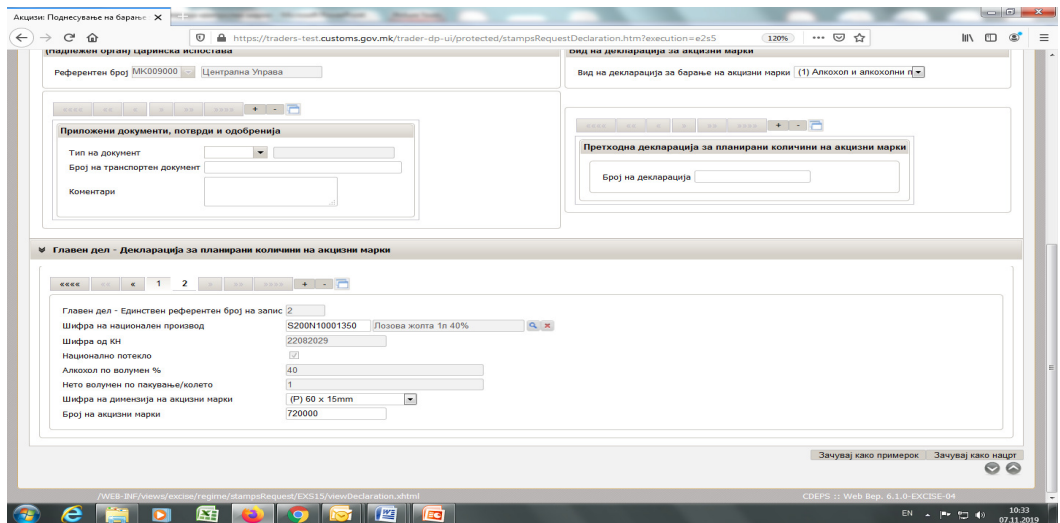 Акцизи: Поднесување на барање
https://traders-test.customs.gov.mk/trader-dp-ui/protected/stampsRequestDeclaration.htm?execution=e2s5 120%
(Надлежен орган) Царинска испостава
Вид на декларација за акцизни марки
Референтен број MK009000 Централна Управа
Вид на декларација за барање на акцизни марки (1) Алкохол и алкохолни п
«««« «« « » »» »»»» + -
Приложени документи, потврди и одобренија
Тип на документ
Број на транспортен документ
Коментари
«««« «« « » »» »»»» + -
Претходна декларација за планирани количини на акцизни марки
Број на декларација
Главен дел - Декларација за планирани количини на акцизни марки
«««« «« « 1 2 » »» »»»» + -
Главен дел - Единствен референтен број на запис 2
Шифра на национален производ S200N10001350 Лозова жолта 1л 40%
Шифра од КН 22082029
Национално потекло
Алкохол по волумен % 40
Нето волумен по пакување/колето 1
Шифра на димензија на акцизни марки (P) 60 x 15mm
Број на акцизни марки 720000
Зачувај како примерок Зачувај како нацрт
/WEB-INF/views/excise/regime/stampsRequest/EXS15/viewDeclaration.xhtml
CDEPS :: Web Вер. 6.1.0-EXCISE-04
EN 10:33
07.11.2019